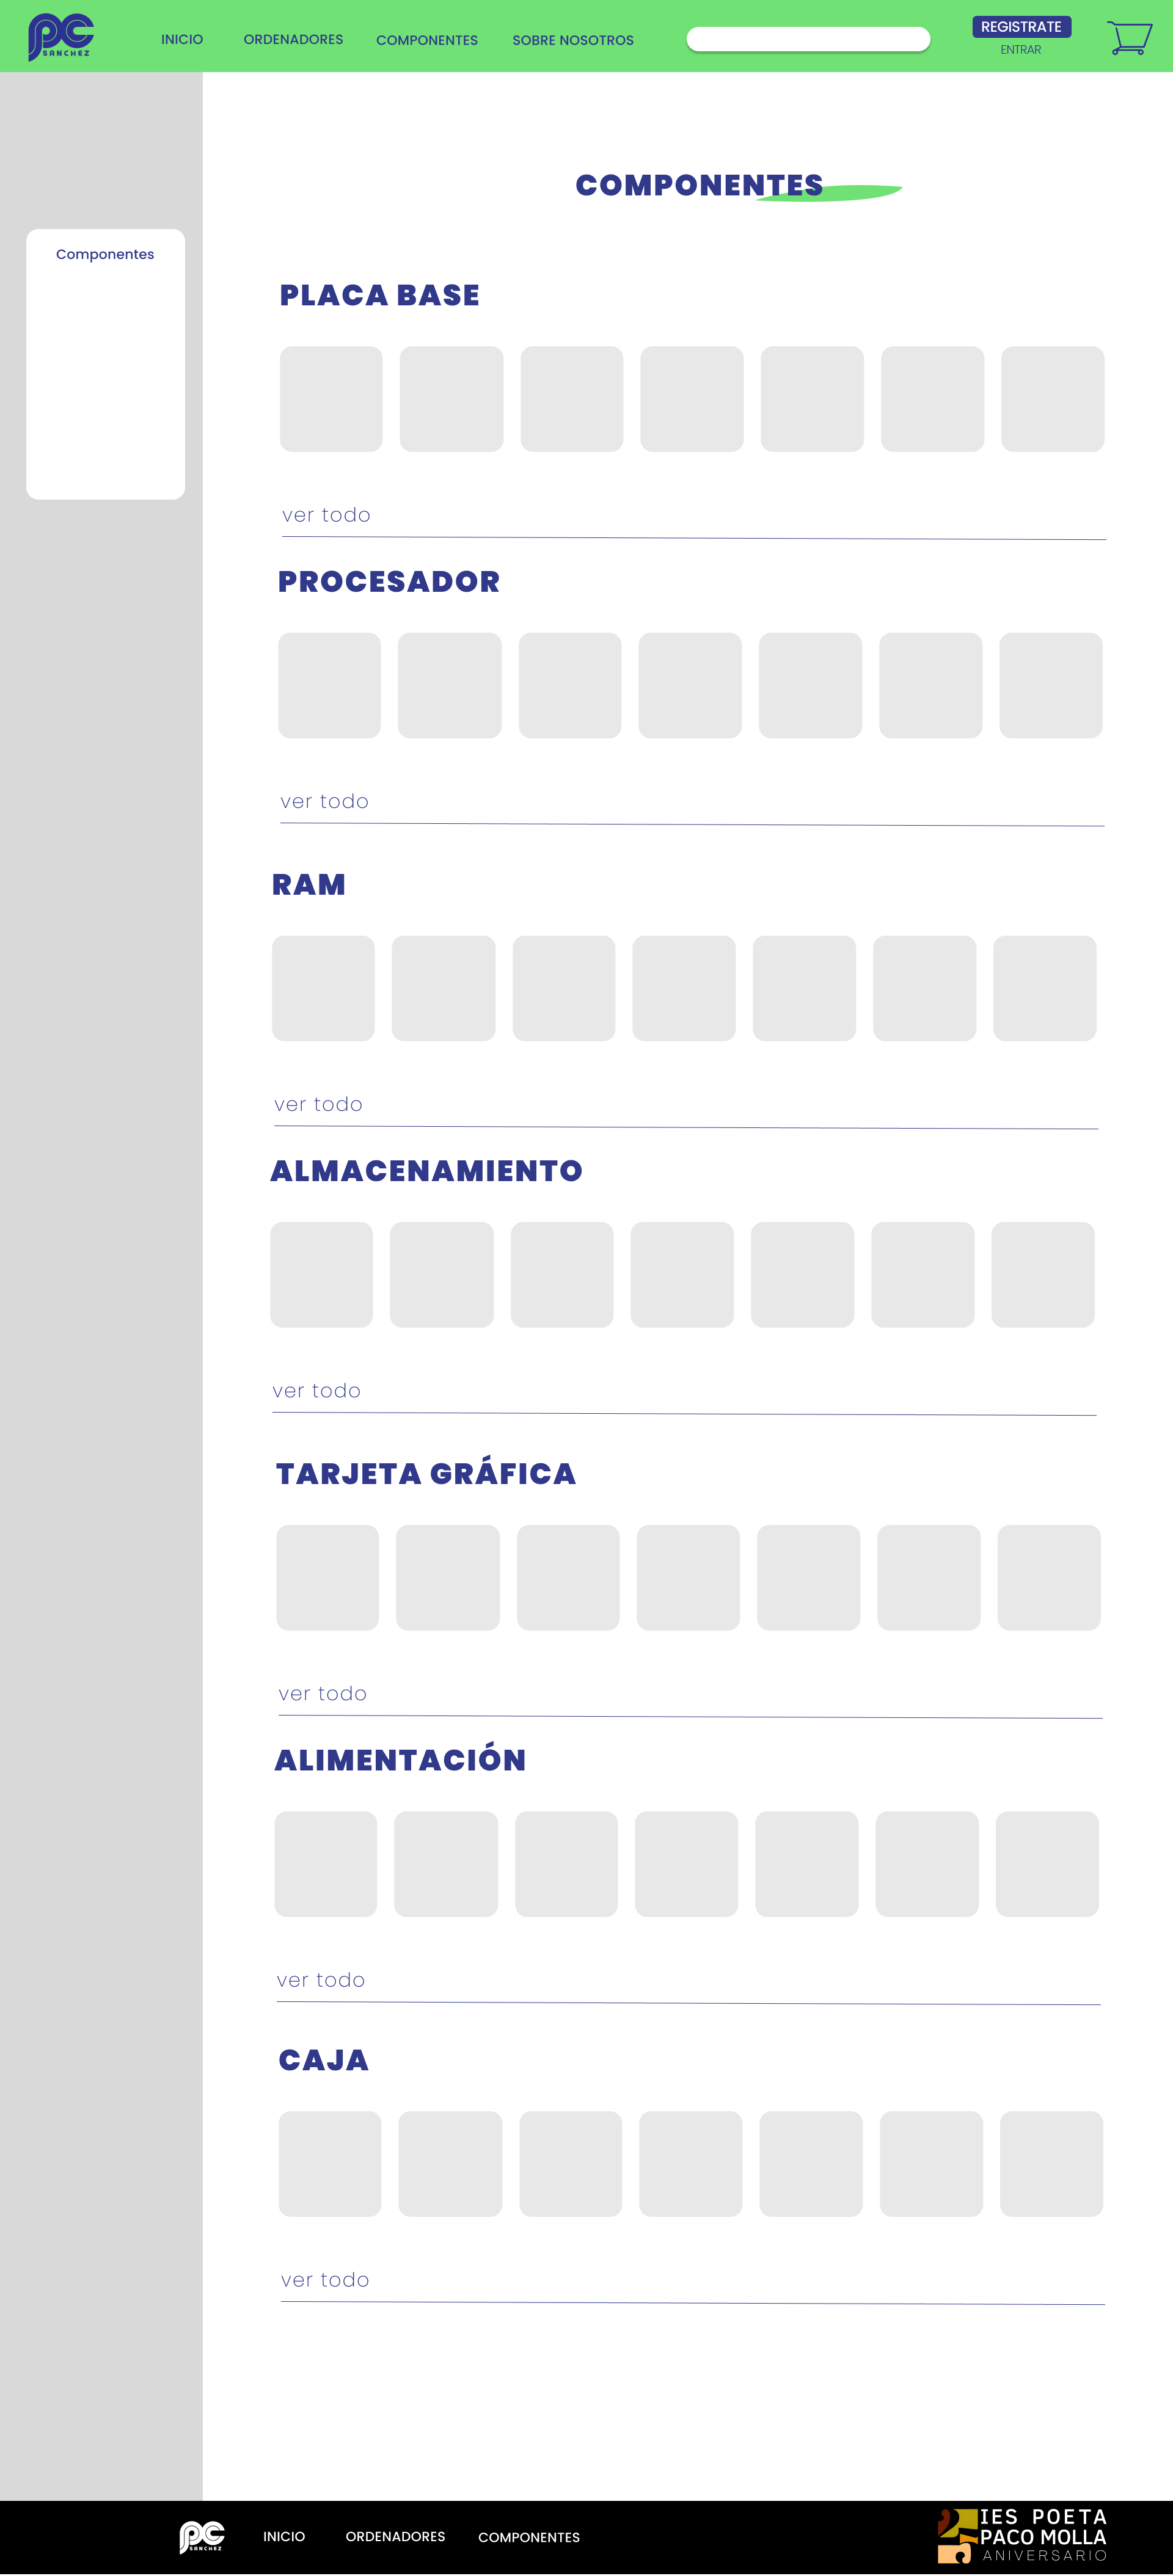 PC
SANCHEZ
INICIO ORDENADORES COMPONENTES SOBRE NOSOTROS
REGISTRATE
ENTRAR
COMPONENTES
Componentes
PLACA BASE
ver todo
PROCESADOR
ver todo
RAM
ver todo
ALMACENAMIENTO
ver todo
TARJETA GRÁFICA
ver todo
ALIMENTACIÓN
ver todo
CAJA
ver todo
PC
SANCHEZ
INICIO ORDENADORES COMPONENTES
25
IES POETA
PACO MOLLA
ANIVERSARIO